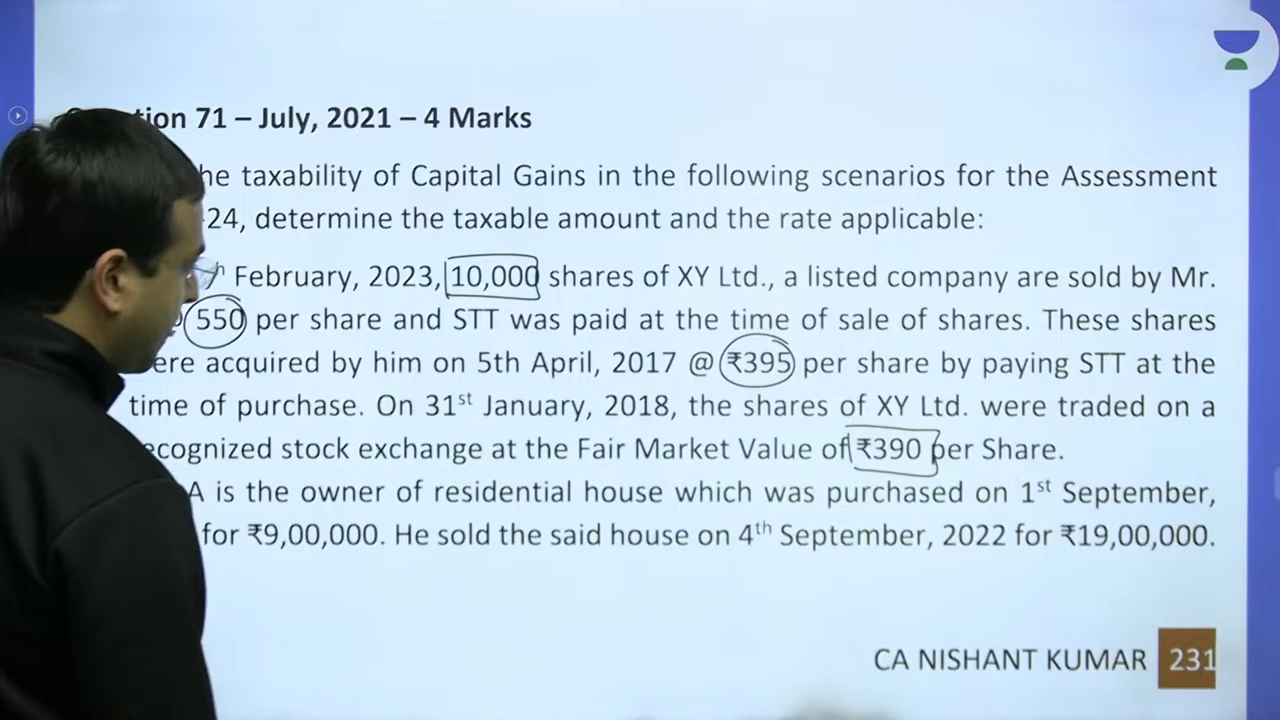 tion 71 – July, 2021 – 4 Marks
he taxability of Capital Gains in the following scenarios for the Assessment
24, determine the taxable amount and the rate applicable:
February, 2023, 10,000 shares of XY Ltd., a listed company are sold by Mr.
550 per share and STT was paid at the time of sale of shares. These shares
ere acquired by him on 5th April, 2017 @ ₹395 per share by paying STT at the
time of purchase. On 31st January, 2018, the shares of XY Ltd. were traded on a
ecognized stock exchange at the Fair Market Value of ₹390 per Share.
A is the owner of residential house which was purchased on 1st September,
for ₹9,00,000. He sold the said house on 4th September, 2022 for ₹19,00,000.
CA NISHANT KUMAR 231